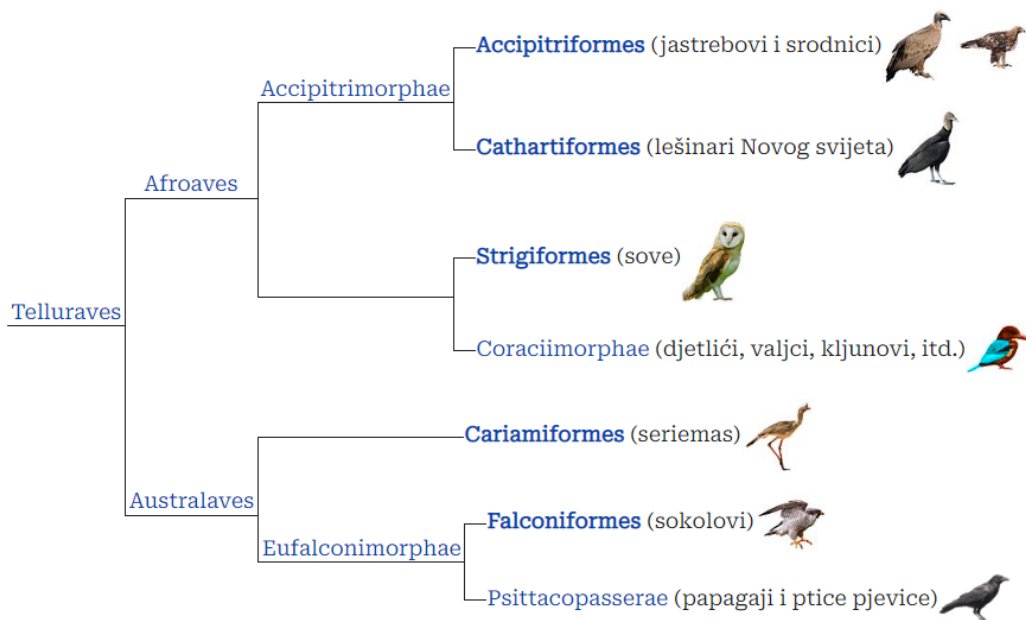 Accipitriformes (jastrebovi i srodnici)
Accipitrimorphae
Cathartiformes (lešinari Novog svijeta)
Afroaves
Strigiformes (sove)
Telluraves
Coraciimorphae (djetlići, valjci, kljunovi, itd.)
Cariamiformes (seriemas)
Australaves
Falconiformes (sokolovi)
Eufalconimorphae
Psittacopasserae (papagaji i ptice pjevice)